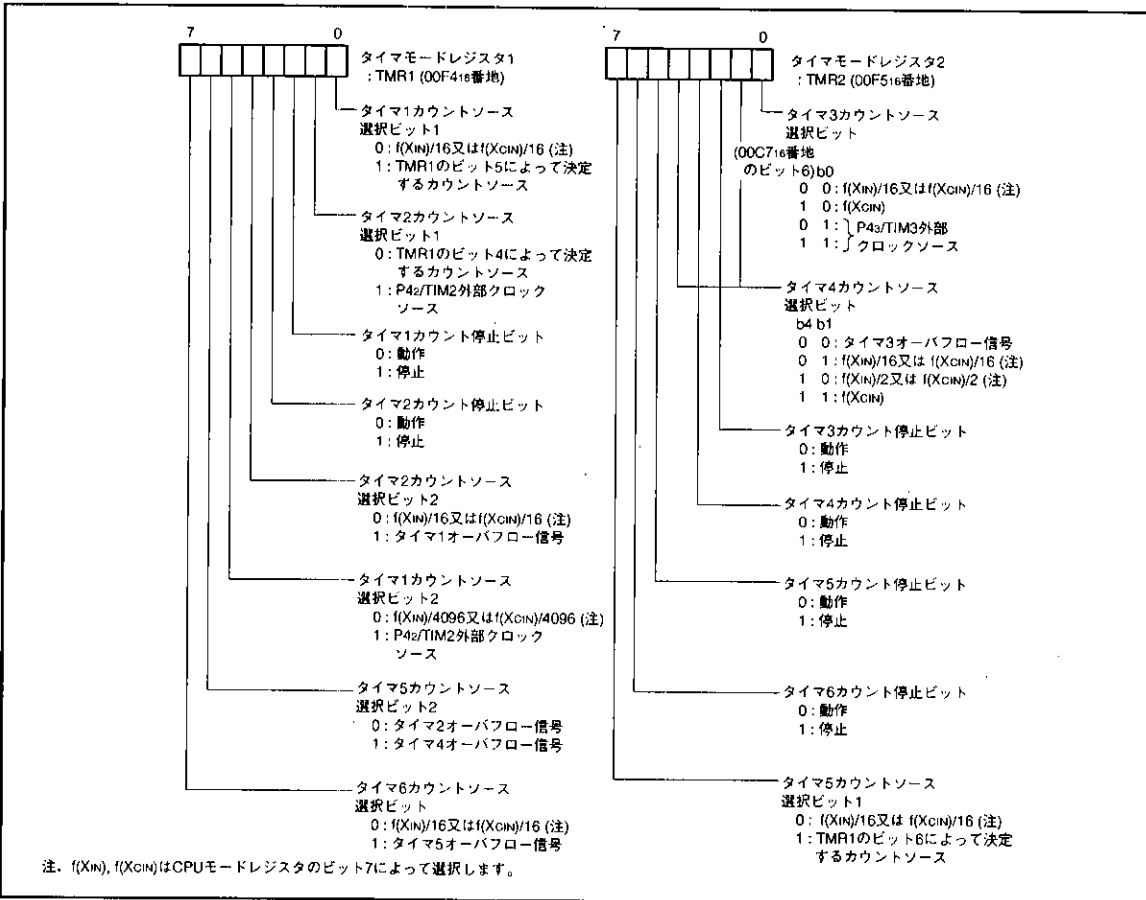 7 0
タイマモードレジスタ1
: TMR1 (00F416番地)
タイマ1カウントソース
選択ビット1
0 : f(XIN)/16又はf(XCIN)/16 (注)
1 : TMR1のビット5によって決定
するカウントソース
タイマ2カウントソース
選択ビット1
0 : TMR1のビット4によって決定
するカウントソース
1 : P42/TIM2外部クロック
ソース
タイマ1カウント停止ビット
0 : 動作
1 : 停止
タイマ2カウント停止ビット
0 : 動作
1 : 停止
タイマ2カウントソース
選択ビット2
0 : f(XIN)/16又はf(XCIN)/16 (注)
1 : タイマ1オーバフロー信号
タイマ1カウントソース
選択ビット2
0 : f(XIN)/4096又はf(XCIN)/4096 (注)
1 : P42/TIM2外部クロック
ソース
タイマ5カウントソース
選択ビット2
0 : タイマ2オーバフロー信号
1 : タイマ4オーバフロー信号
タイマ6カウントソース
選択ビット
0 : f(XIN)/16又はf(XCIN)/16 (注)
1 : タイマ5オーバフロー信号
7 0
タイマモードレジスタ2
: TMR2 (00F516番地)
タイマ3カウントソース
選択ビット
(00C716番地
のビット6) b0
0 0 : f(XIN)/16又はf(XCIN)/16 (注)
1 0 : f(XCIN)
0 1 : P43/TIM3外部
1 1 : クロックソース
タイマ4カウントソース
選択ビット
b4 b1
0 0 : タイマ3オーバフロー信号
0 1 : f(XIN)/16又は f(XCIN)/16 (注)
1 0 : f(XIN)/2又は f(XCIN)/2 (注)
1 1 : f(XCIN)
タイマ3カウント停止ビット
0 : 動作
1 : 停止
タイマ4カウント停止ビット
0 : 動作
1 : 停止
タイマ5カウント停止ビット
0 : 動作
1 : 停止
タイマ6カウント停止ビット
0 : 動作
1 : 停止
タイマ5カウントソース
選択ビット1
0 : f(XIN)/16又は f(XCIN)/16 (注)
1 : TMR1のビット6によって決定
するカウントソース
注. f(XIN), f(XCIN)はCPUモードレジスタのビット7によって選択します。